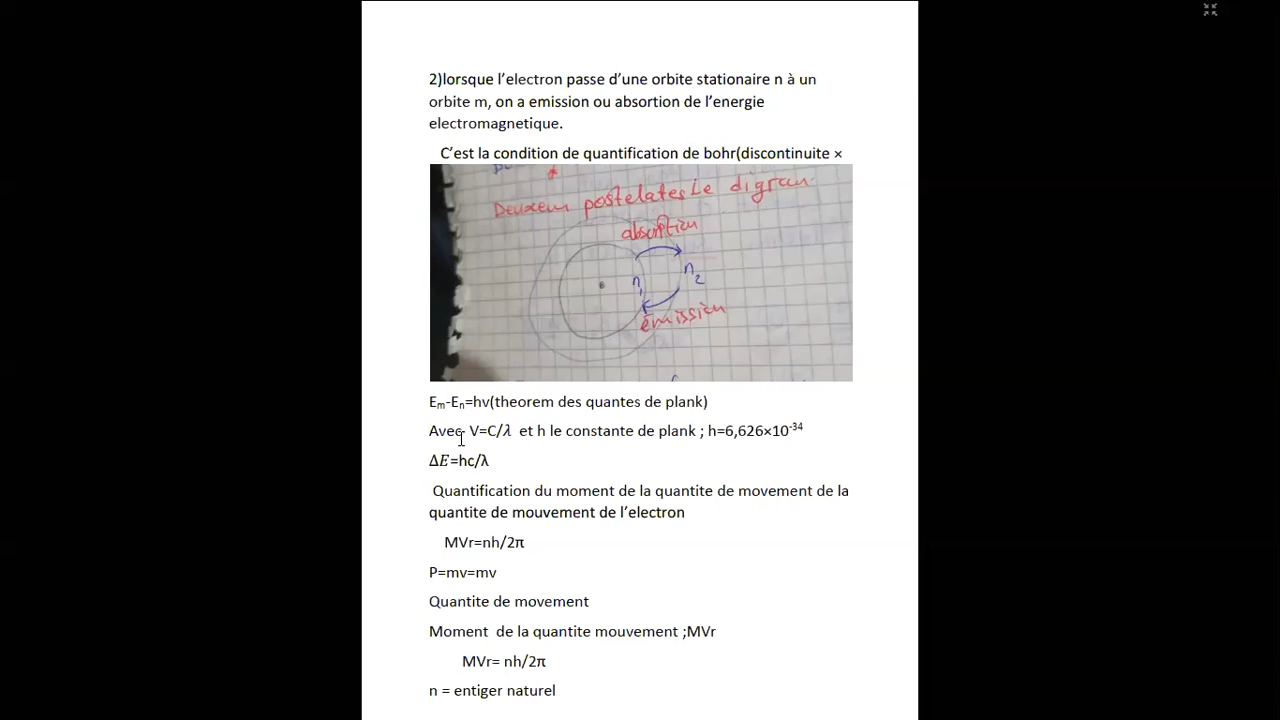 2)lorsque l’electron passe d’une orbite stationaire n à un
orbite m, on a emission ou absortion de l’energie
electromagnetique.
C’est la condition de quantification de bohr(discontinuite ×
Deuxem postelates Le digram
absorption
n1
n2
émission
Em-En=hv(theorem des quantes de plank)
Avec V=C/λ et h le constante de plank ; h=6,626×10-34
ΔE=hc/λ
Quantification du moment de la quantite de movement de la
quantite de mouvement de l’electron
MVr=nh/2π
P=mv=mv
Quantite de movement
Moment de la quantite mouvement ;MVr
MVr= nh/2π
n = entiger naturel